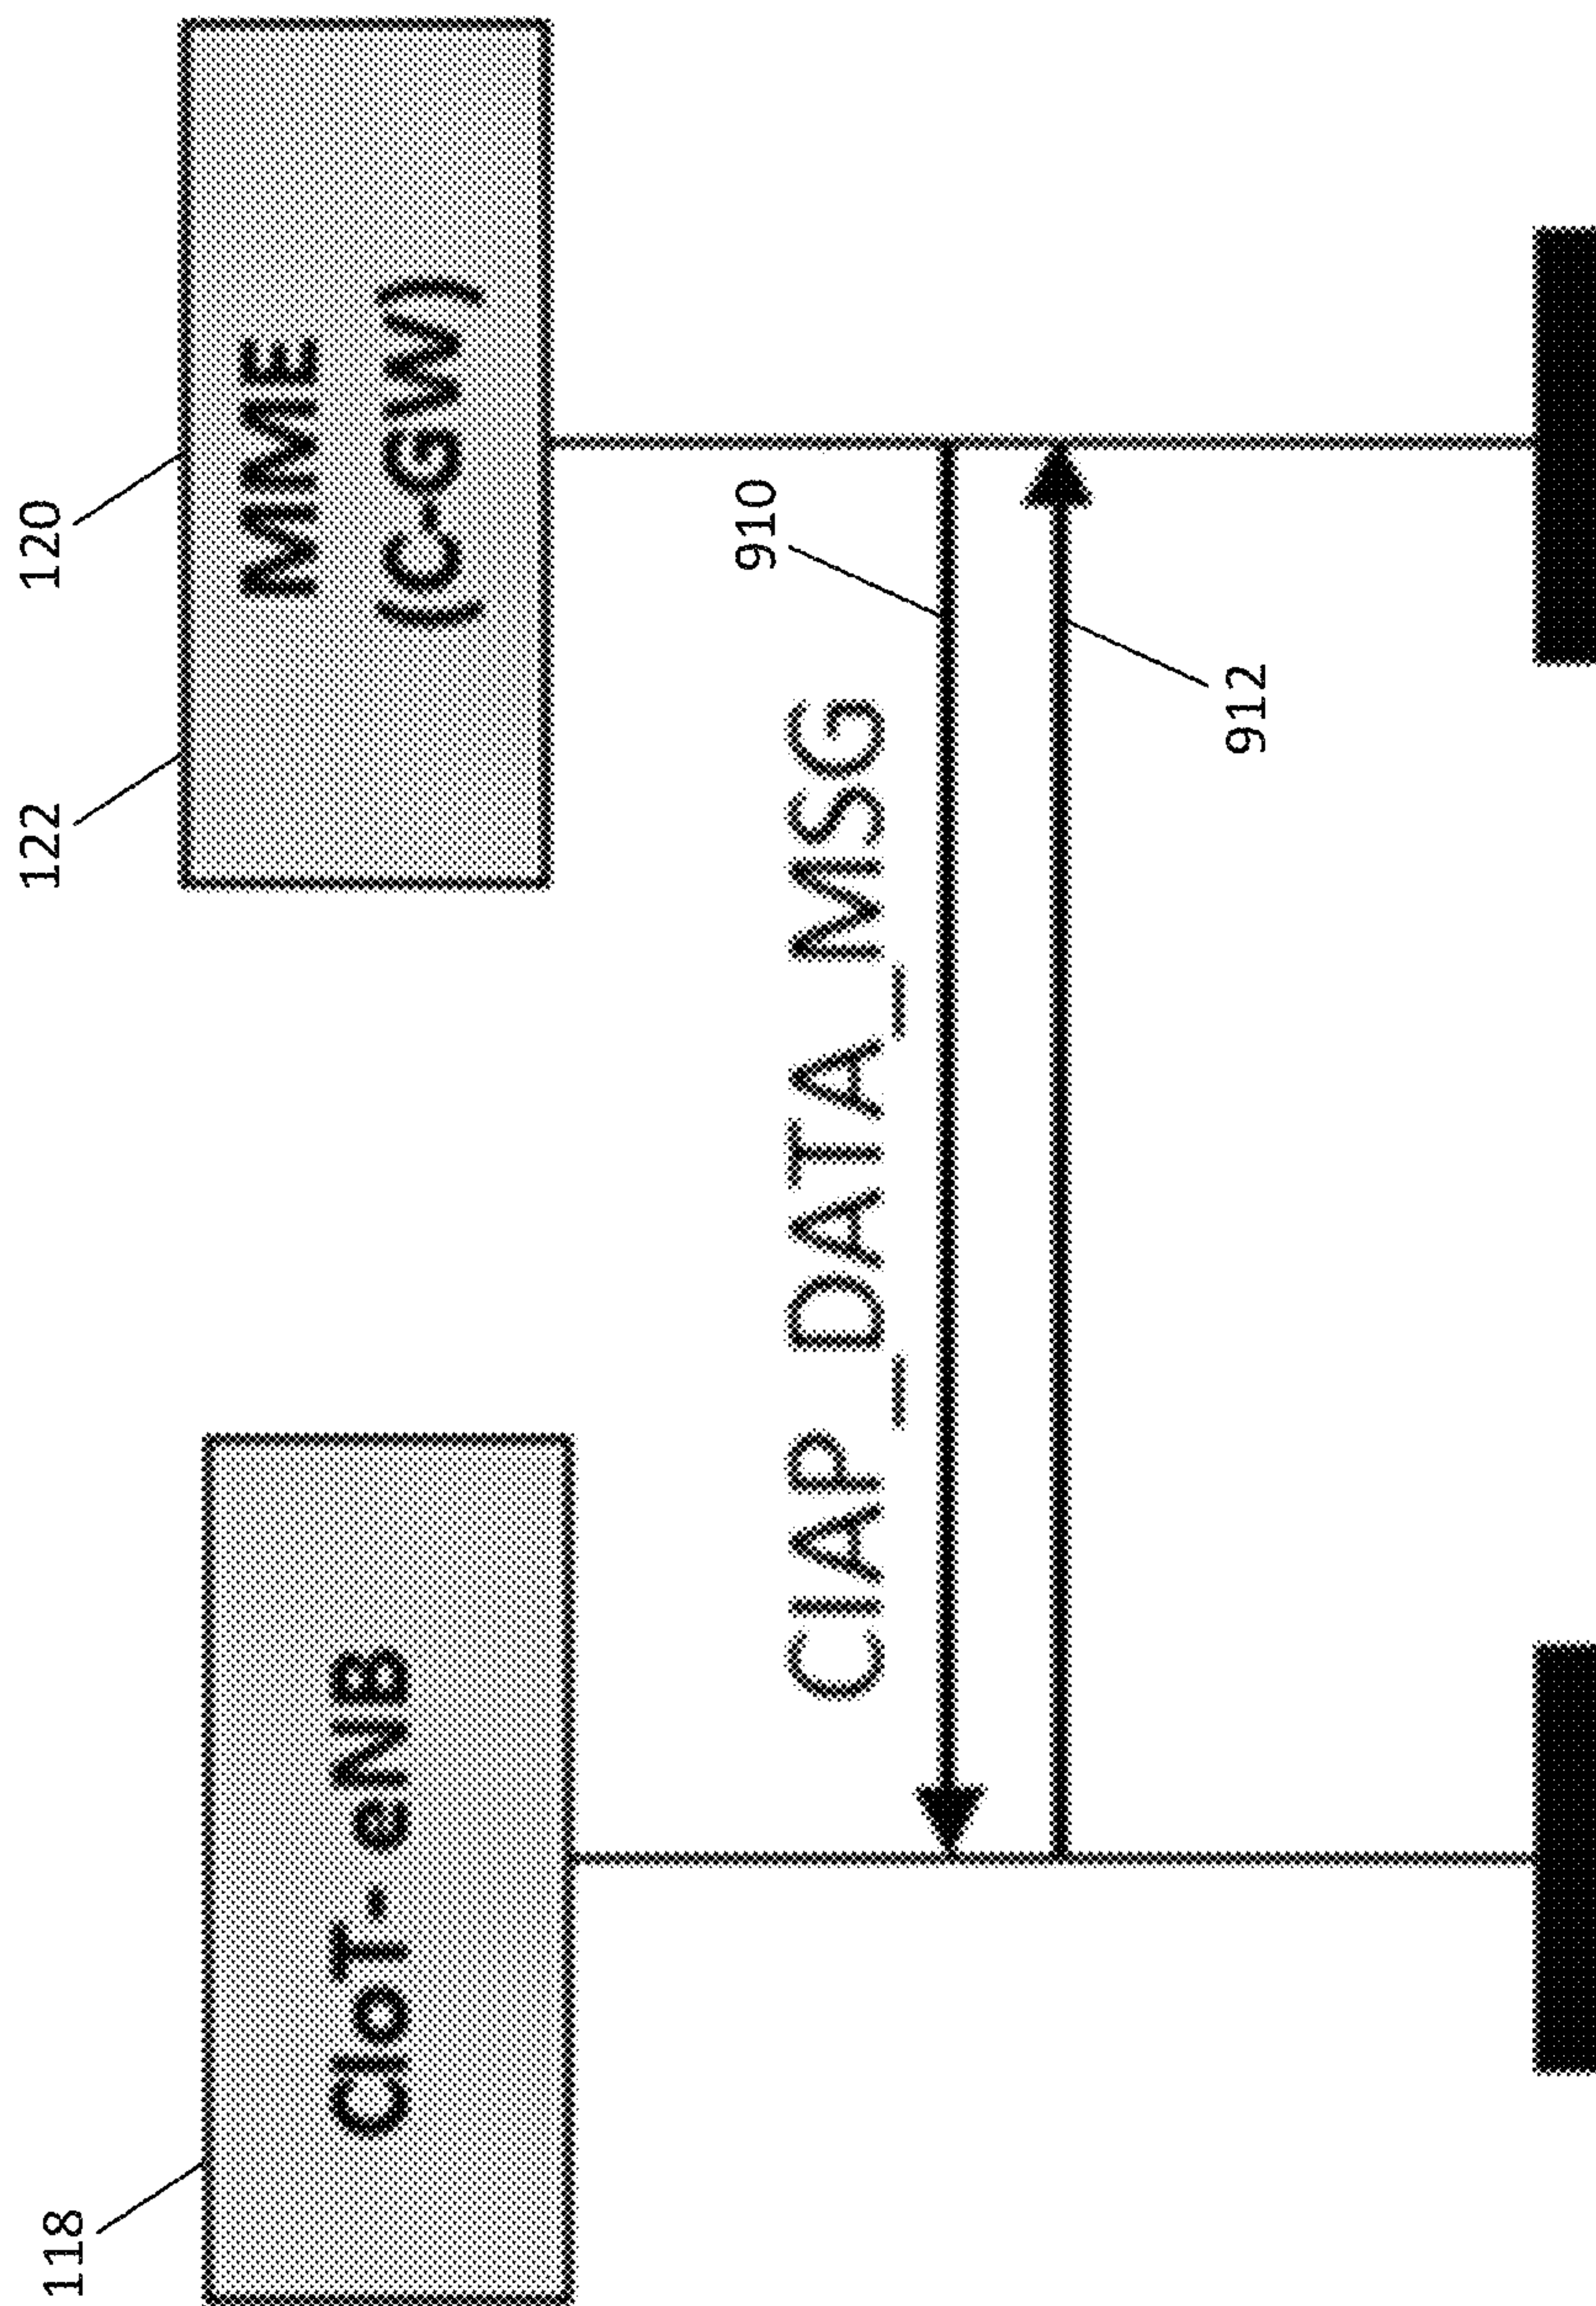 118
CIoT- eNB
122
120
MME
(C-GW)
CIAP_DATA_MSG
910
912